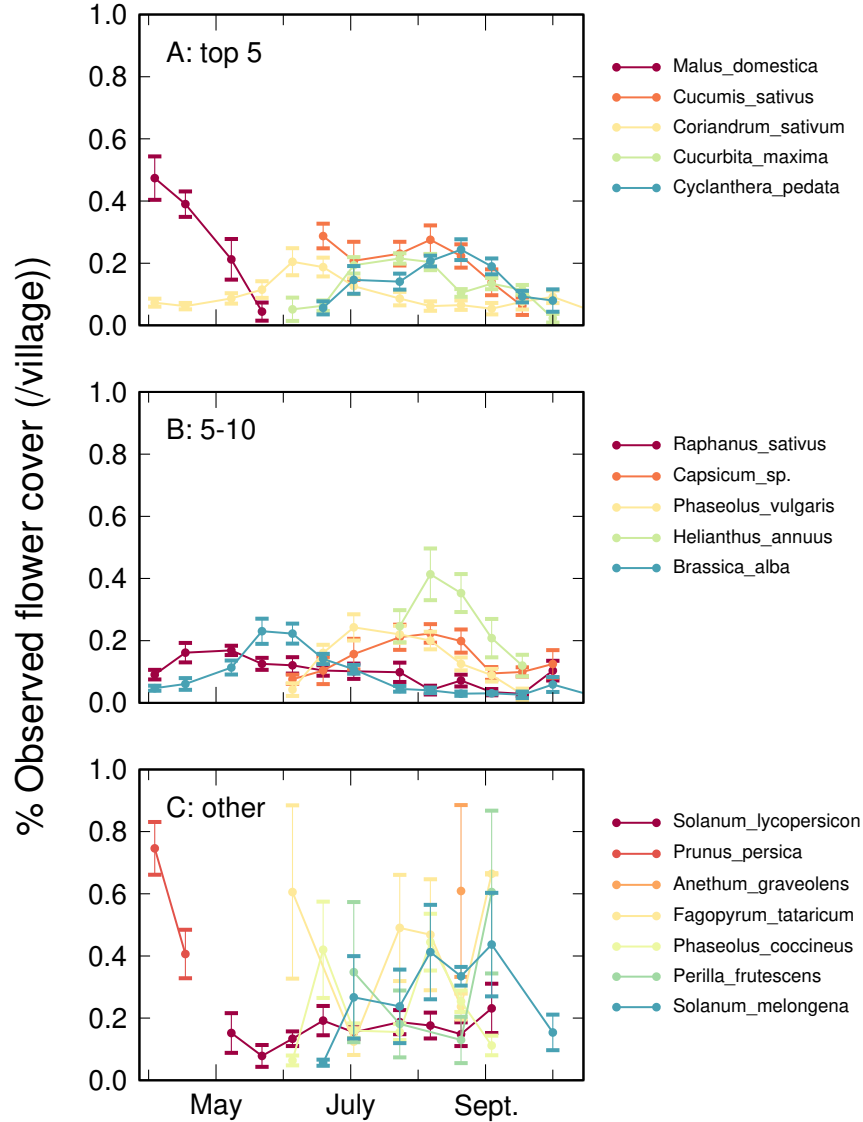 % Observed flower cover (/village))
1.0
0.8
0.6
0.4
0.2
0.0
A: top 5
Malus_domestica
Cucumis_sativus
Coriandrum_sativum
Cucurbita_maxima
Cyclanthera_pedata
1.0
0.8
0.6
0.4
0.2
0.0
B: 5-10
Raphanus_sativus
Capsicum_sp.
Phaseolus_vulgaris
Helianthus_annuus
Brassica_alba
1.0
0.8
0.6
0.4
0.2
0.0
C: other
Solanum_lycopersicon
Prunus_persica
Anethum_graveolens
Fagopyrum_tataricum
Phaseolus_coccineus
Perilla_frutescens
Solanum_melongena
May
July
Sept.